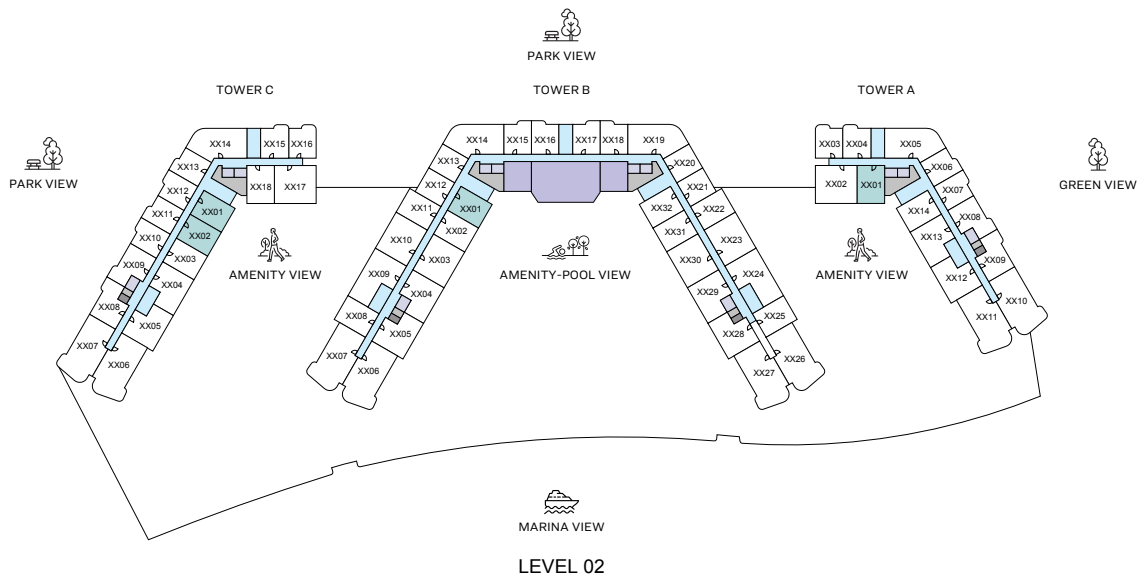 PARK VIEW
TOWER C
TOWER B
TOWER A
PARK VIEW
GREEN VIEW
XX14
XX15
XX16
XX13
XX12
XX11
XX10
XX09
XX08
XX07
XX06
XX05
XX04
XX03
XX02
XX01
XX18
XX17
AMENITY VIEW
XX14
XX15
XX16
XX17
XX18
XX19
XX13
XX12
XX11
XX10
XX09
XX08
XX07
XX06
XX05
XX04
XX03
XX02
XX01
XX20
XX21
XX22
XX23
XX24
XX25
XX26
XX27
XX28
XX29
XX30
XX31
XX32
AMENITY-POOL VIEW
XX03
XX04
XX05
XX02
XX01
XX06
XX07
XX08
XX09
XX10
XX11
XX12
XX13
XX14
AMENITY VIEW
MARINA VIEW
LEVEL 02